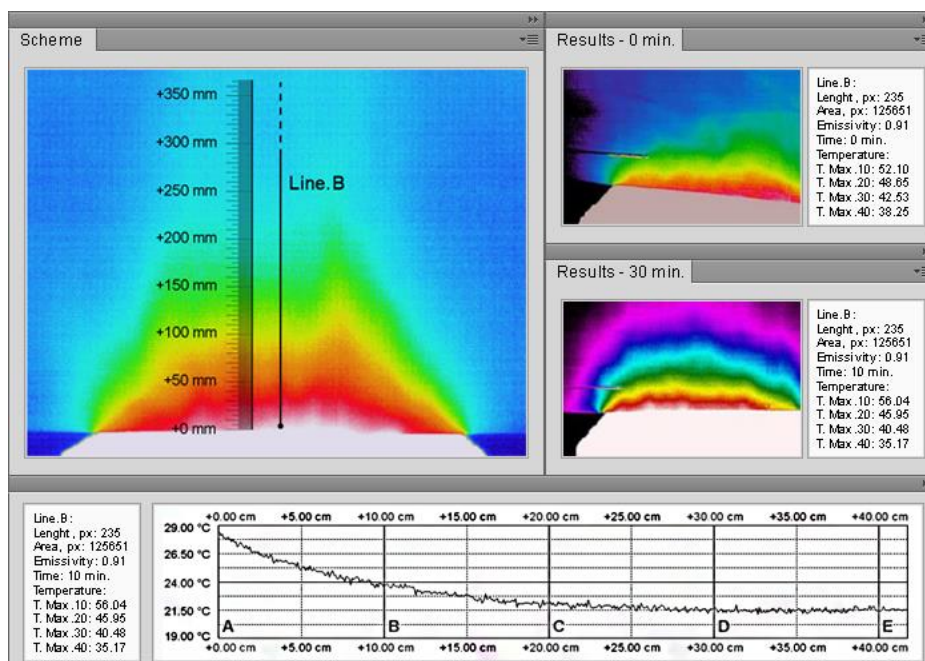 Scheme
+350 mm
+300 mm
+250 mm
+200 mm
+150 mm
+100 mm
+50 mm
+0 mm
Line.B
Results - 0 min.
Line.B:
Lenght, px: 235
Area, px: 125651
Emissivity: 0.91
Time: 0 min.
Temperature:
T. Max.10: 52.10
T. Max.20: 48.65
T. Max.30: 42.53
T. Max.40: 38.25
Results - 30 min.
Line.B:
Lenght, px: 235
Area, px: 125651
Emissivity: 0.91
Time: 10 min.
Temperature:
T. Max.10: 56.04
T. Max.20: 45.95
T. Max.30: 40.48
T. Max.40: 35.17
Line.B:
Lenght, px: 235
Area, px: 125651
Emissivity: 0.91
Time: 10 min.
Temperature:
T. Max.10: 56.04
T. Max.20: 45.95
T. Max.30: 40.48
T. Max.40: 35.17
+0.00 cm +5.00 cm +10.00 cm +15.00 cm +20.00 cm +25.00 cm +30.00 cm +35.00 cm +40.00 cm
29.00 °C
26.50 °C
24.00 °C
21.50 °C
19.00 °C
A B C D E
+0.00 cm +5.00 cm +10.00 cm +15.00 cm +20.00 cm +25.00 cm +30.00 cm +35.00 cm +40.00 cm